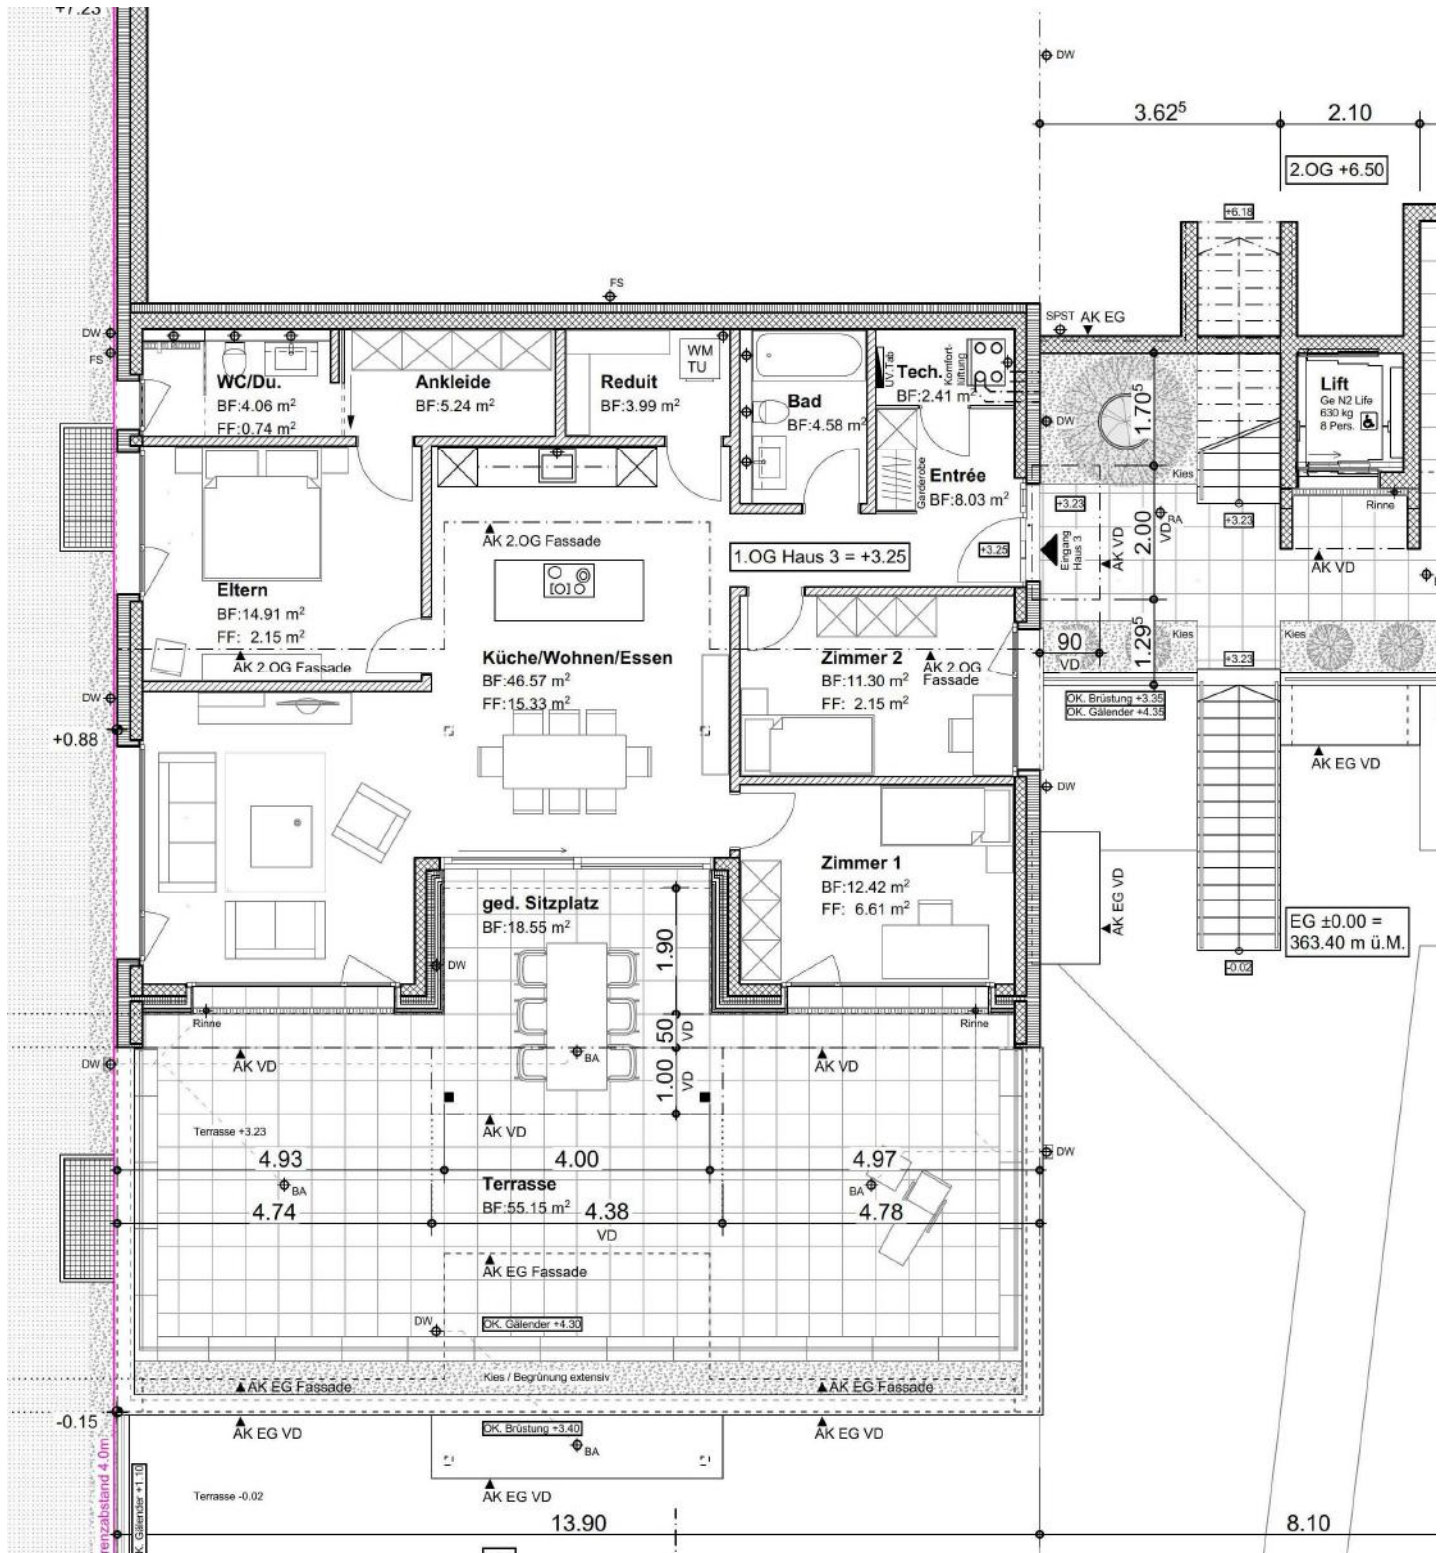 +7.23
DW
3.62⁵
2.10
2.OG +6.50
+6.18
FS
DW
FS
SPST
AK EG
WC/Du.
BF:4.06 m²
FF:0.74 m²
Ankleide
BF:5.24 m²
Reduit
BF:3.99 m²
WM
TU
Bad
BF:4.58 m²
UV.Tab
Tech.
BF:2.41 m²
Komfort-
lüftung
Garderobe
Entrée
BF:8.03 m²
DW
1.70⁵
Kies
Lift
Ge N2 Life
630 kg
8 Pers.
Rinne
+3.23
+3.23
RA
VD
2.00
AK VD
Eingang
Haus 3
+3.25
AK VD
AK 2.OG Fassade
1.OG Haus 3 = +3.25
Eltern
BF:14.91 m²
FF: 2.15 m²
AK 2.OG Fassade
Küche/Wohnen/Essen
BF:46.57 m²
FF:15.33 m²
Zimmer 2
BF:11.30 m²
FF: 2.15 m²
AK 2.OG
Fassade
90
VD
1.29⁵
Kies
Kies
+3.23
OK. Brüstung +3.35
OK. Gälender +4.35
DW
+0.88
AK EG VD
DW
Zimmer 1
BF:12.42 m²
FF: 6.61 m²
ged. Sitzplatz
BF:18.55 m²
1.90
AK EG VD
EG ±0.00 =
363.40 m ü.M.
-0.02
DW
Rinne
Rinne
50
VD
DW
AK VD
BA
AK VD
1.00
VD
Terrasse +3.23
AK VD
DW
4.93
4.00
4.97
Terrasse
BF:55.15 m²
BA
BA
4.74
4.38
4.78
VD
AK EG Fassade
DW
OK. Gälender +4.30
Kies / Begrünung extensiv
AK EG Fassade
AK EG Fassade
-0.15
AK EG VD
OK. Brüstung +3.40
AK EG VD
BA
renzabstand 4.0m
K. Gälender +1.10
Terrasse -0.02
AK EG VD
13.90
8.10